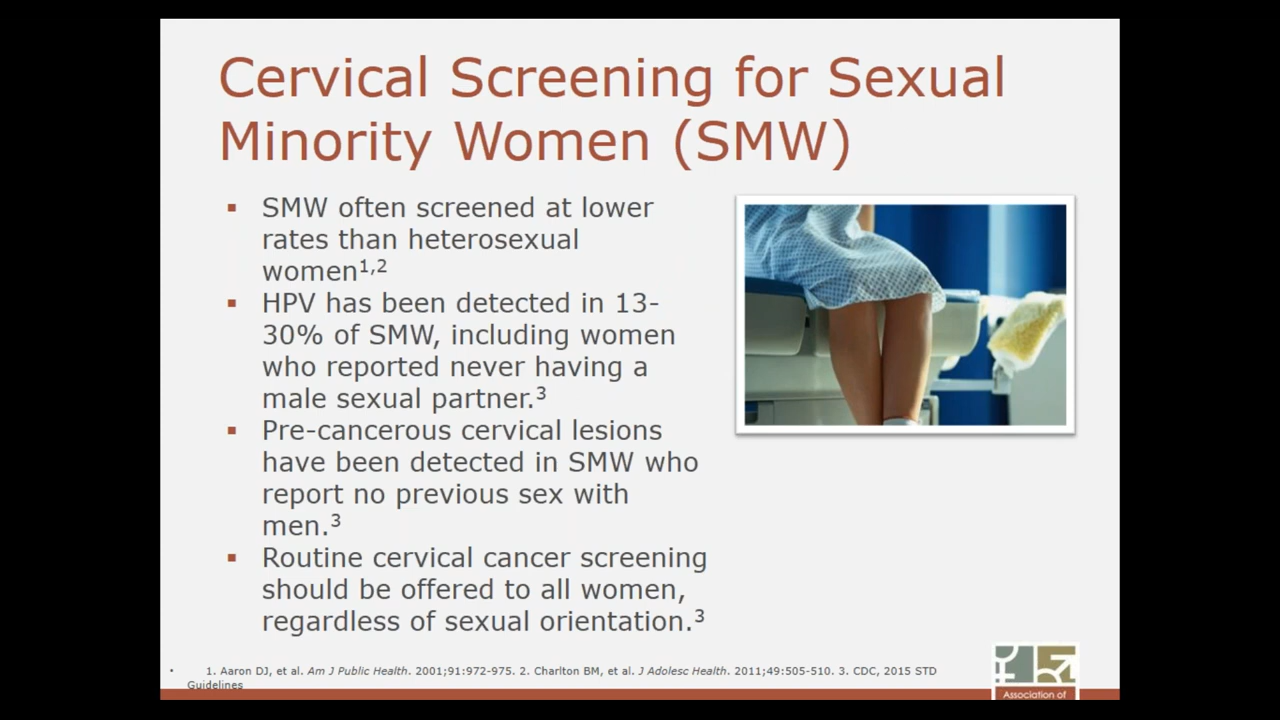 Cervical Screening for Sexual
Minority Women (SMW)
▪ SMW often screened at lower
rates than heterosexual
women1,2
▪ HPV has been detected in 13-
30% of SMW, including women
who reported never having a
male sexual partner.3
▪ Pre-cancerous cervical lesions
have been detected in SMW who
report no previous sex with
men.3
▪ Routine cervical cancer screening
should be offered to all women,
regardless of sexual orientation.3
• 1. Aaron DJ, et al. Am J Public Health. 2001;91:972-975. 2. Charlton BM, et al. J Adolesc Health. 2011;49:505-510. 3. CDC, 2015 STD
Guidelines
Association of